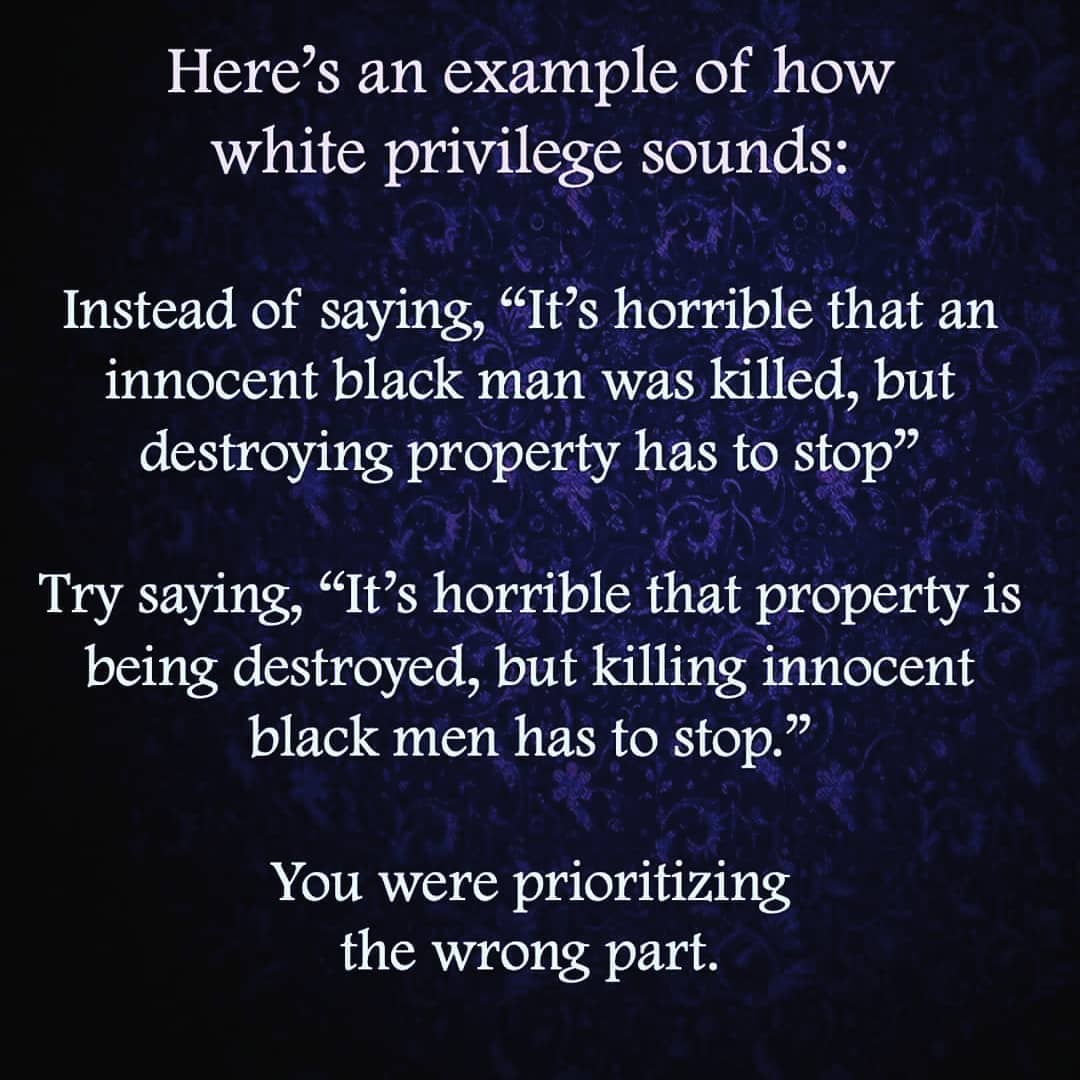 Here’s an example of how
white privilege sounds:
Instead of saying, “It’s horrible that an
innocent black man was killed, but
destroying property has to stop”
Try saying, “It’s horrible that property is
being destroyed, but killing innocent
black men has to stop.”
You were prioritizing
the wrong part.